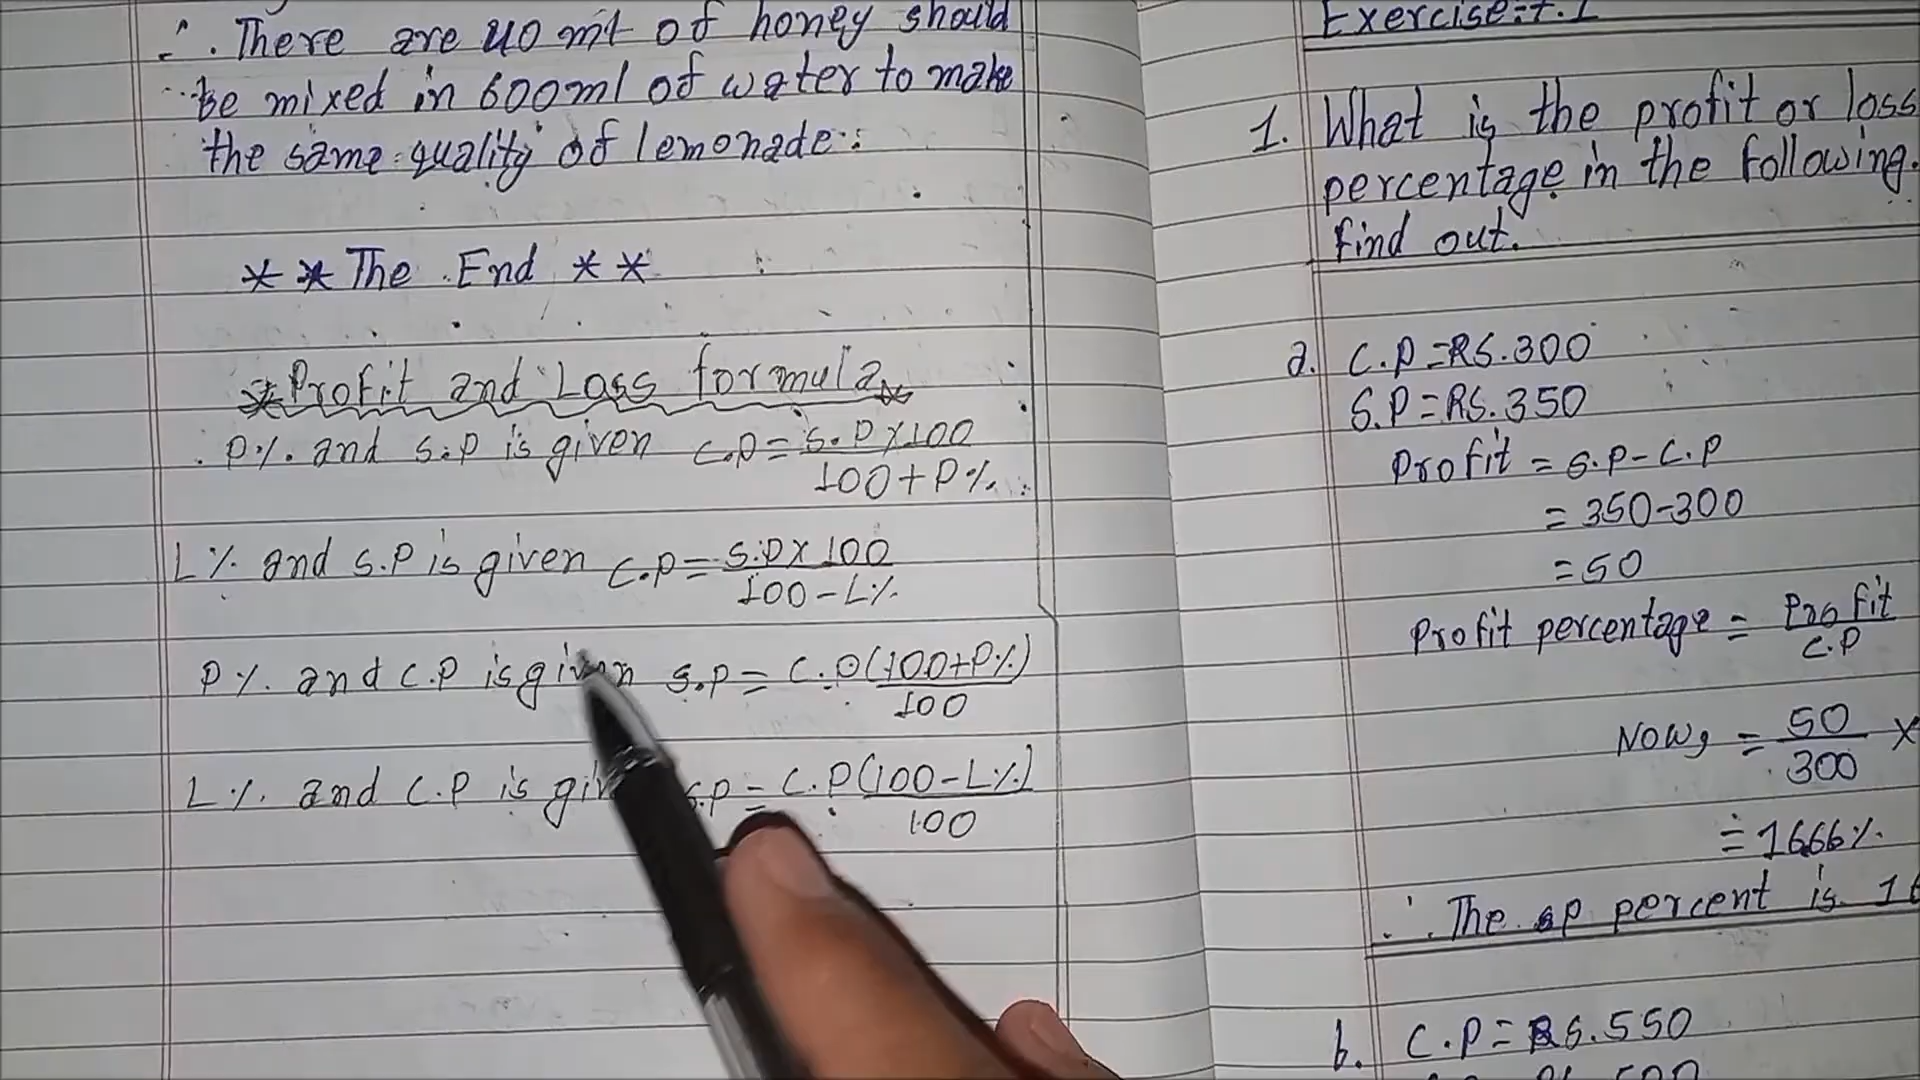 ∴ There are 40 ml of honey should
be mixed in 600ml of water to make
the same quality of lemonade:
** The End **
*Profit and Loss formula*
P%. and S.P is given C.P = S.P×100 / 100+P%.
L%. and S.P is given C.P = S.P×100 / 100-L%.
P%. and C.P is given S.P = C.P(100+P%.) / 100
L%. and C.P is S.P = C.P(100-L%.) / 100
Exercise:7.1
1. What is the profit or loss
percentage in the following.
find out.
a. C.P=RS.300
S.P=RS.350
Profit = S.P-C.P
= 350-300
=50
Profit percentage = Profit / C.P
Now, = 50 / 300 ×
= 1666%.
∴ The sp percent is
b. C.P=RS.550